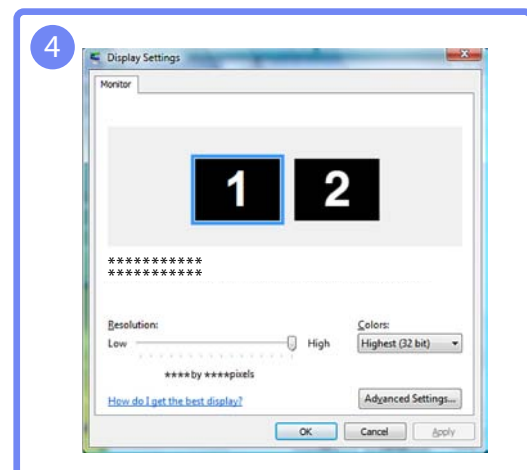 4
Display Settings
Monitor
1 2
***********
***********
Resolution: Colors:
Low High Highest (32 bit)
****by ****pixels
How do I get the best display? Advanced Settings...
OK Cancel Apply